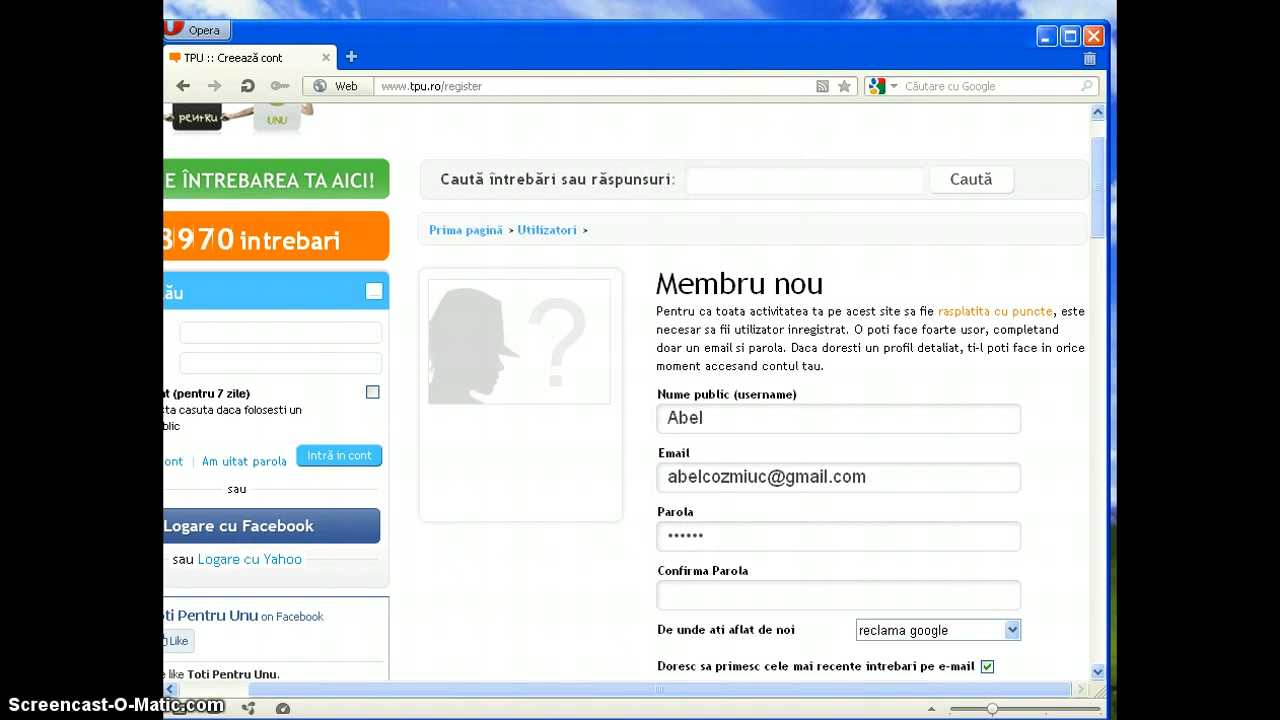 Opera
TPU :: Creează cont
Web
www.tpu.ro/register
Căutare cu Google
pentru
UNU
E ÎNTREBAREA TA AICI!
Caută întrebări sau răspunsuri:
Caută
3970 intrebari
Prima pagină > Utilizatori >
ău
Membru nou
Pentru ca toata activitatea ta pe acest site sa fie rasplatita cu puncte, este
necesar sa fii utilizator inregistrat. O poti face foarte usor, completand
doar un email si parola. Daca doresti un profil detaliat, ti-l poti face in orice
moment accesand contul tau.
t (pentru 7 zile)
ta casuta daca folosesti un
blic
ont | Am uitat parola
Intră in cont
sau
Logare cu Facebook
sau Logare cu Yahoo
ti Pentru Unu on Facebook
Like
e like Toti Pentru Unu.
Nume public (username)
Abel
Email
abelcozmiuc@gmail.com
Parola
••••••
Confirma Parola
De unde ati aflat de noi
reclama google
Doresc sa primesc cele mai recente intrebari pe e-mail
Screencast-O-Matic.com